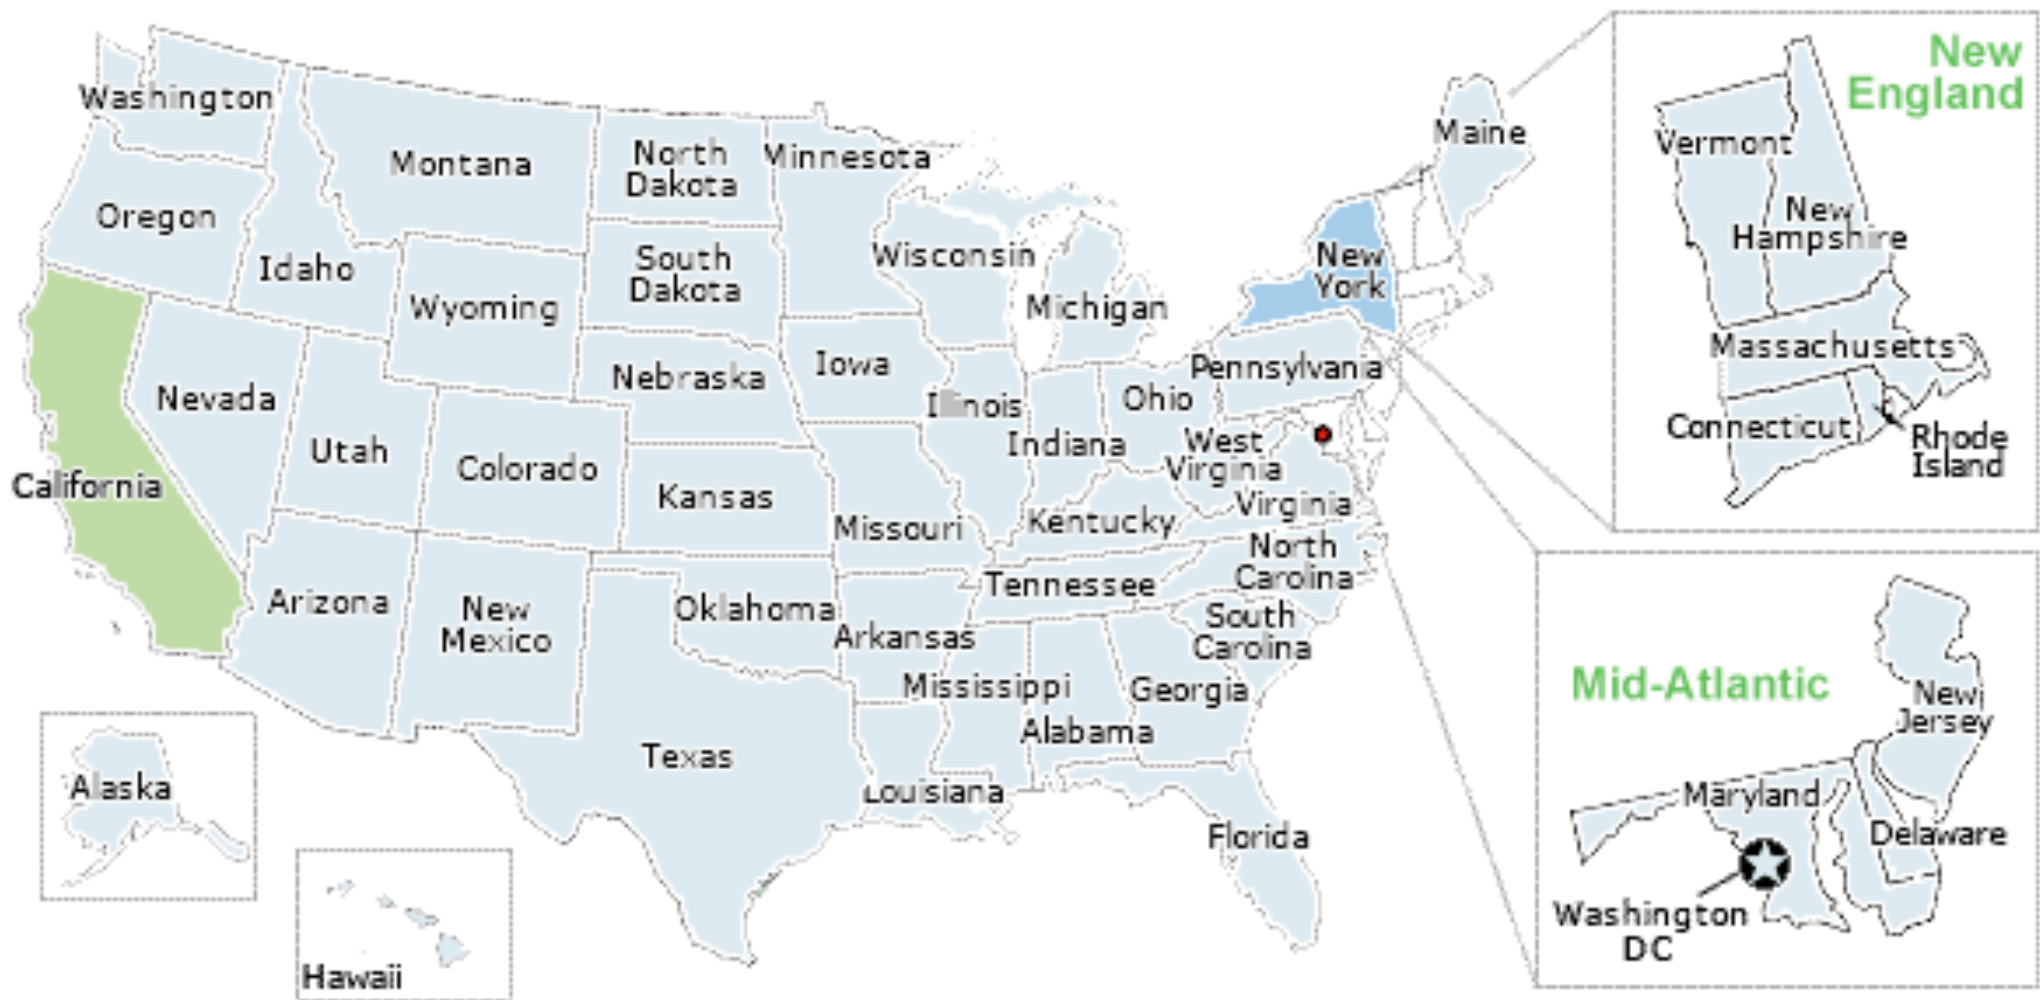 Washington
Montana
North
Dakota
Minnesota
Maine
Oregon
Idaho
Wyoming
South
Dakota
Wisconsin
Michigan
New
York
California
Nevada
Utah
Colorado
Nebraska
Kansas
Iowa
Illinois
Indiana
Ohio
Pennsylvania
West
Virginia
Virginia
Missouri
Kentucky
Tennessee
North
Carolina
South
Carolina
Arizona
New
Mexico
Oklahoma
Arkansas
Texas
Louisiana
Mississippi
Alabama
Georgia
Florida
Alaska
Hawaii
New
England
Vermont
New
Hampshire
Massachusetts
Connecticut
Rhode
Island
Mid-Atlantic
New
Jersey
Maryland
Delaware
Washington
DC